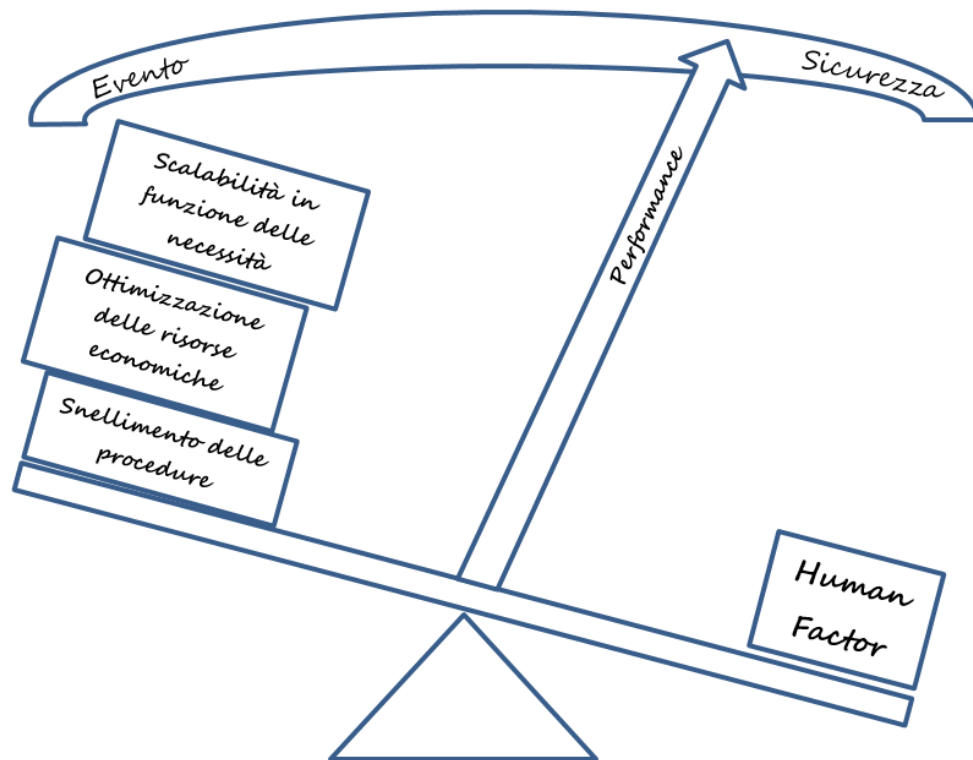 Evento
Sicurezza
Scalabilità in
funzione delle
necessità
Performance
Ottimizzazione
delle risorse
economiche
Snellimento delle
procedure
Human
Factor